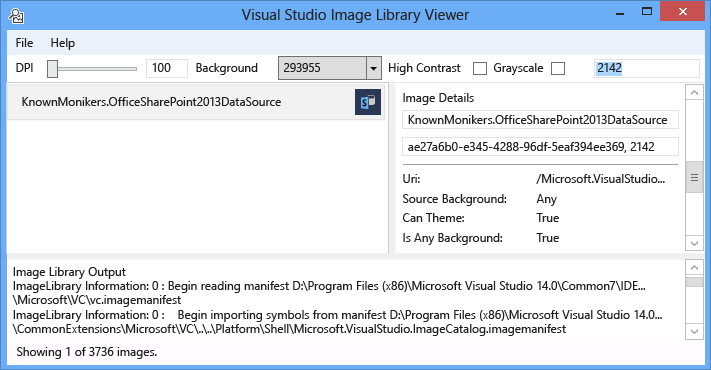 Visual Studio Image Library Viewer
File Help
DPI 100 Background 293955 High Contrast Grayscale 2142
KnownMonikers.OfficeSharePoint2013DataSource
Image Details
KnownMonikers.OfficeSharePoint2013DataSource
ae27a6b0-e345-4288-96df-5eaf394ee369, 2142
Uri: /Microsoft.VisualStudio...
Source Background: Any
Can Theme: True
Is Any Background: True
Image Library Output
ImageLibrary Information: 0 : Begin reading manifest D:\Program Files (x86)\Microsoft Visual Studio 14.0\Common7\IDE...
\Microsoft\VC\vc.imagemanifest
ImageLibrary Information: 0 : Begin importing symbols from manifest D:\Program Files (x86)\Microsoft Visual Studio 14.0...
\CommonExtensions\Microsoft\VC\..\..\Platform\Shell\Microsoft.VisualStudio.ImageCatalog.imagemanifest
Showing 1 of 3736 images.